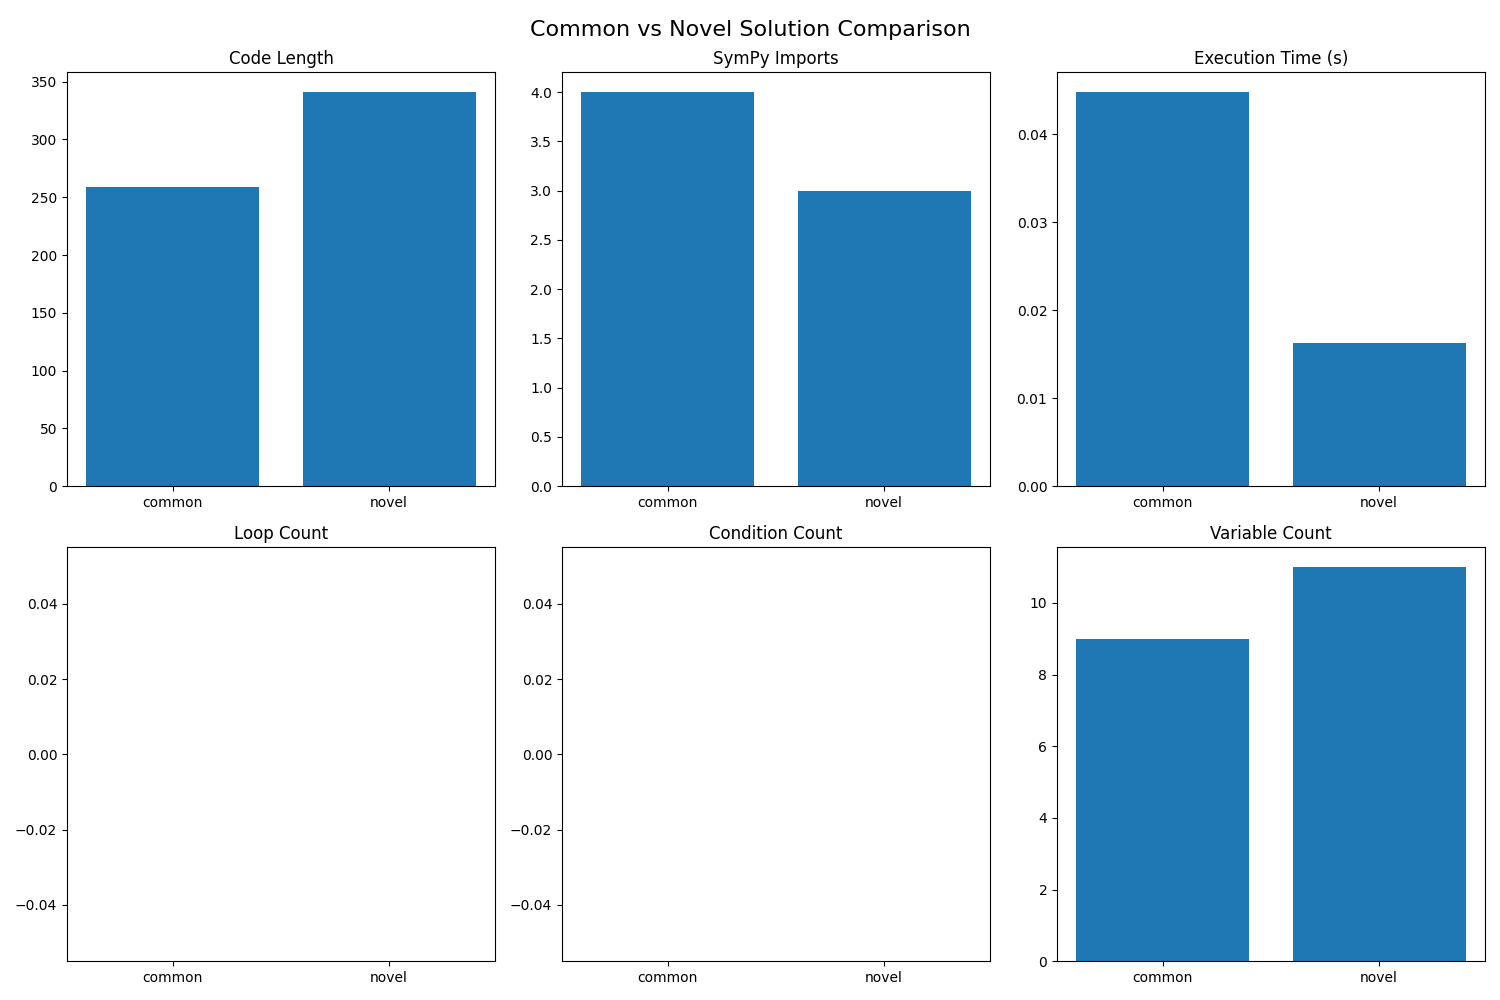 Common vs Novel Solution Comparison
Code Length
350
300
250
200
150
100
50
0
common novel
SymPy Imports
4.0
3.5
3.0
2.5
2.0
1.5
1.0
0.5
0.0
common novel
Execution Time (s)
0.04
0.03
0.02
0.01
0.00
common novel
Loop Count
0.04
0.02
0.00
−0.02
−0.04
common novel
Condition Count
0.04
0.02
0.00
−0.02
−0.04
common novel
Variable Count
10
8
6
4
2
0
common novel